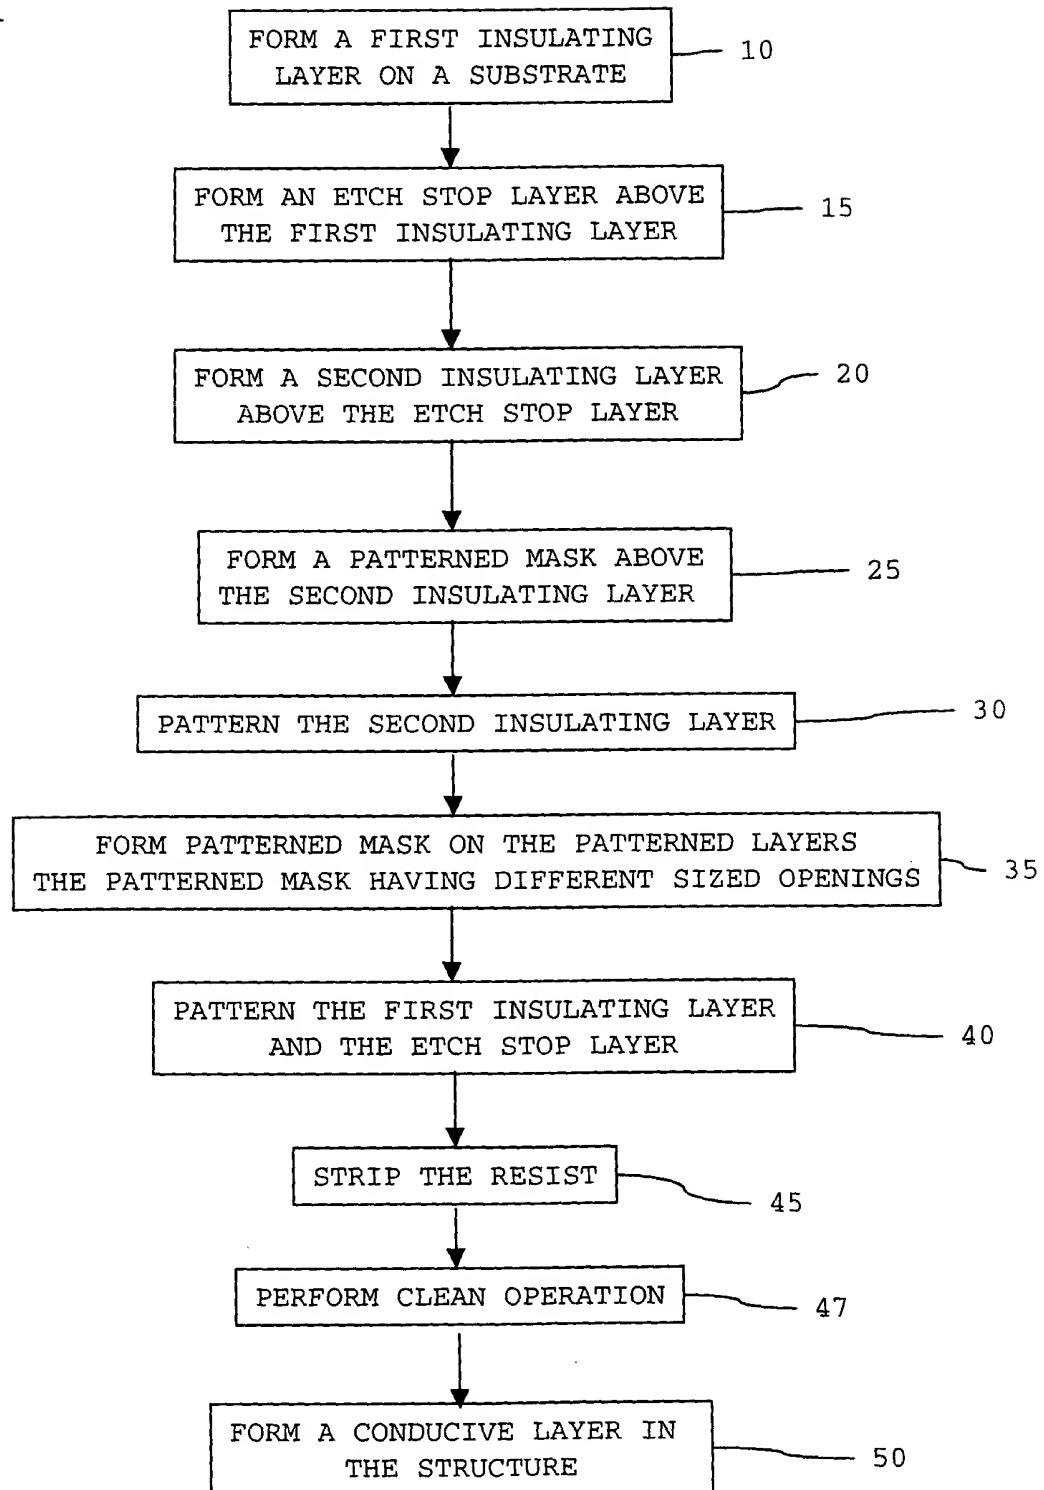 FORM A FIRST INSULATING
LAYER ON A SUBSTRATE
10
FORM AN ETCH STOP LAYER ABOVE
THE FIRST INSULATING LAYER
15
FORM A SECOND INSULATING LAYER
ABOVE THE ETCH STOP LAYER
20
FORM A PATTERNED MASK ABOVE
THE SECOND INSULATING LAYER
25
PATTERN THE SECOND INSULATING LAYER
30
FORM PATTERNED MASK ON THE PATTERNED LAYERS
THE PATTERNED MASK HAVING DIFFERENT SIZED OPENINGS
35
PATTERN THE FIRST INSULATING LAYER
AND THE ETCH STOP LAYER
40
STRIP THE RESIST
45
PERFORM CLEAN OPERATION
47
FORM A CONDUCIVE LAYER IN
THE STRUCTURE
50